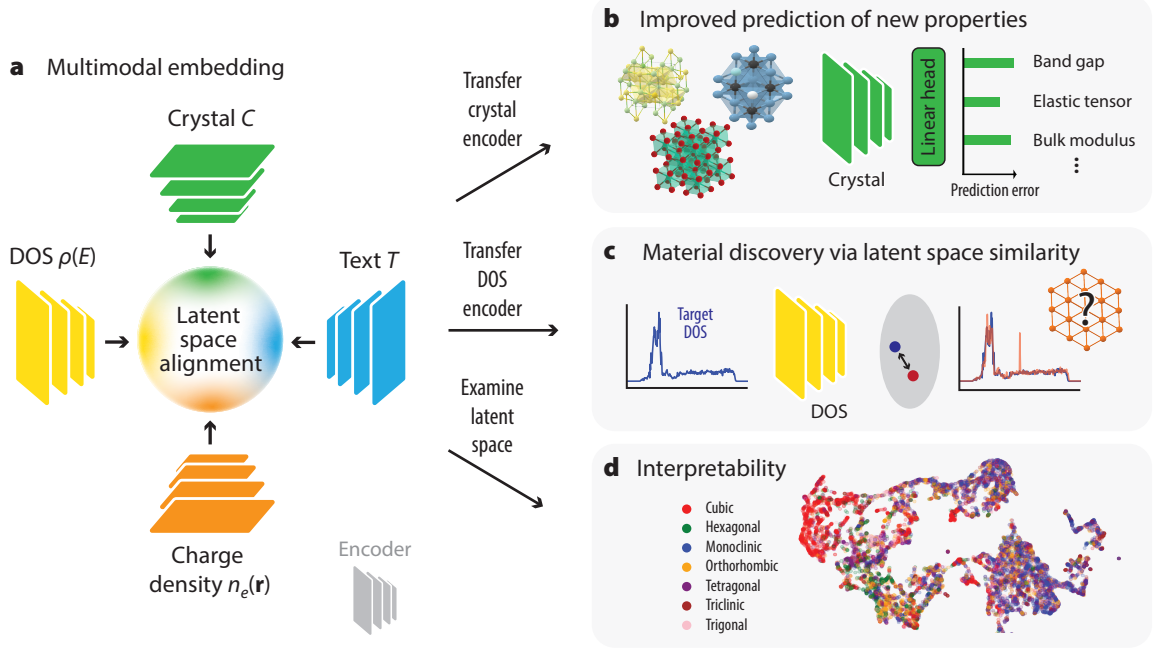 a Multimodal embedding
Crystal C
DOS ρ(E)
Text T
Latent
space
alignment
Charge
density nₑ(r)
Encoder
Transfer
crystal
encoder
Transfer
DOS
encoder
Examine
latent
space
b Improved prediction of new properties
Crystal
Linear head
Band gap
Elastic tensor
Bulk modulus
Prediction error
c Material discovery via latent space similarity
Target
DOS
DOS
?
d Interpretability
Cubic
Hexagonal
Monoclinic
Orthorhombic
Tetragonal
Triclinic
Trigonal